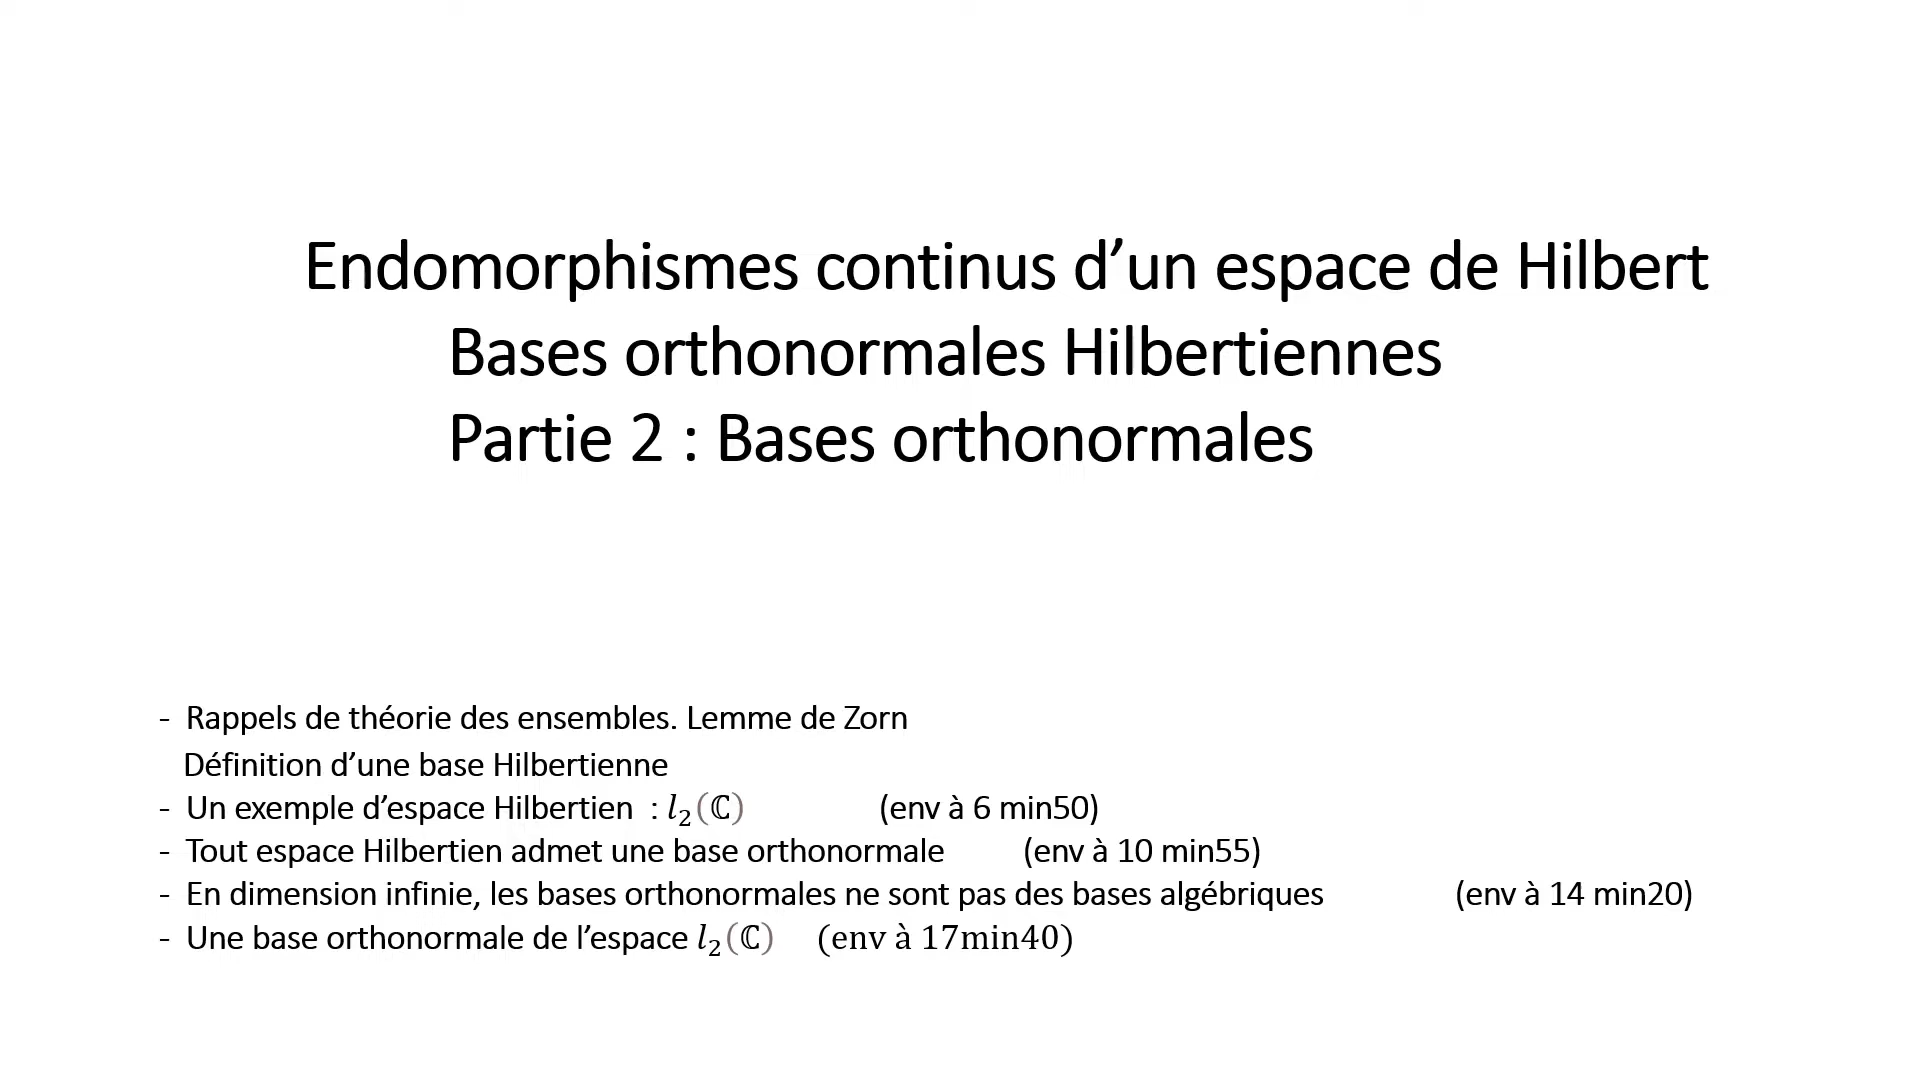 Endomorphismes continus d’un espace de Hilbert
Bases orthonormales Hilbertiennes
Partie 2 : Bases orthonormales
- Rappels de théorie des ensembles. Lemme de Zorn
Définition d’une base Hilbertienne
- Un exemple d’espace Hilbertien : l₂(ℂ) (env à 6 min50)
- Tout espace Hilbertien admet une base orthonormale (env à 10 min55)
- En dimension infinie, les bases orthonormales ne sont pas des bases algébriques (env à 14 min20)
- Une base orthonormale de l’espace l₂(ℂ) (env à 17min40)